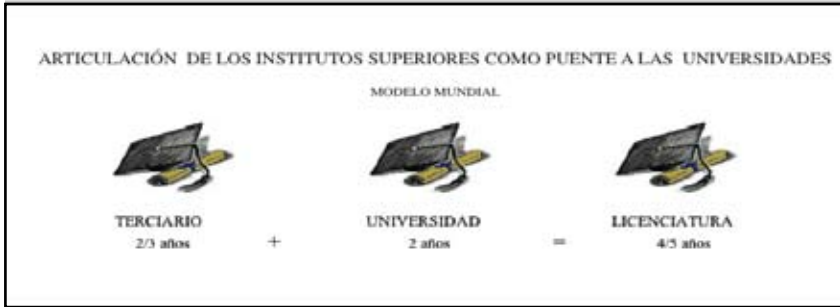 ARTICULACIÓN DE LOS INSTITUTOS SUPERIORES COMO PUENTE A LAS UNIVERSIDADES
MODELO MUNDIAL
TERCIARIO UNIVERSIDAD LICENCIATURA
2/3 años + 2 años = 4/5 años